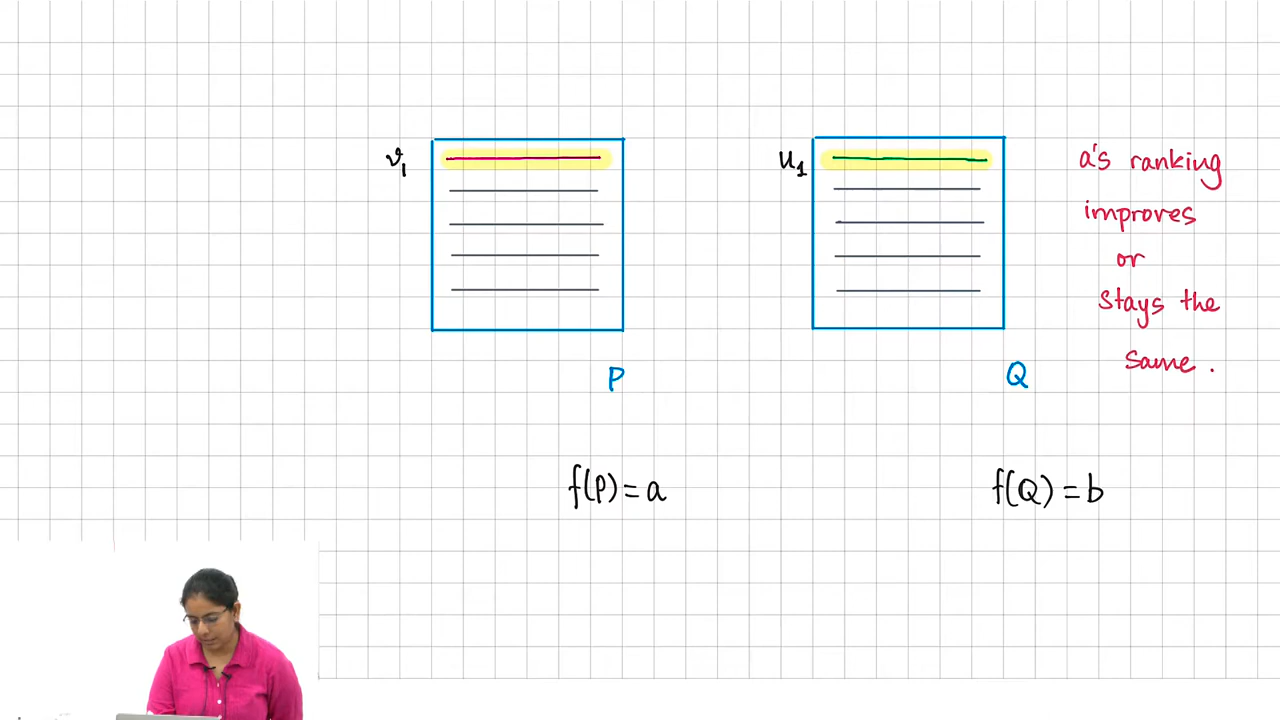 v₁
u₁
a's ranking
improves
or
stays the
same.
P
Q
f(P)=a
f(Q)=b